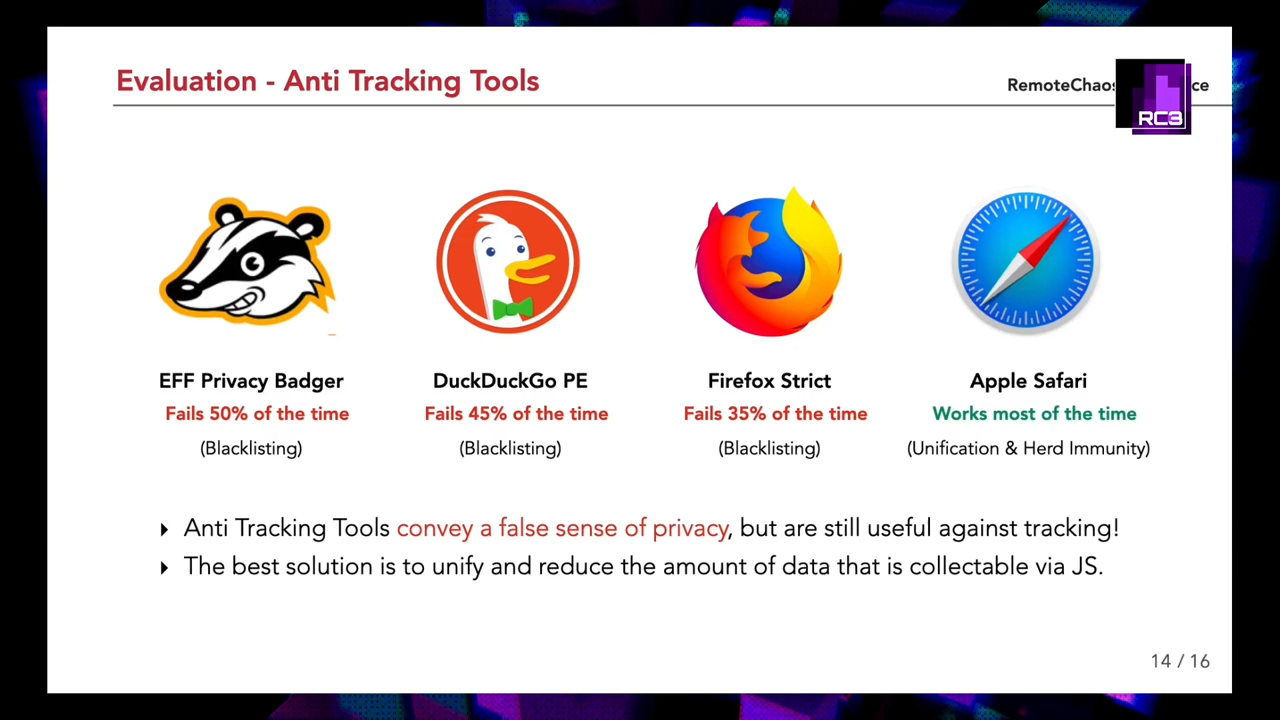 Evaluation - Anti Tracking Tools
RemoteChaos
ce
RC3
EFF Privacy Badger
Fails 50% of the time
(Blacklisting)
DuckDuckGo PE
Fails 45% of the time
(Blacklisting)
Firefox Strict
Fails 35% of the time
(Blacklisting)
Apple Safari
Works most of the time
(Unification & Herd Immunity)
Anti Tracking Tools convey a false sense of privacy, but are still useful against tracking!
The best solution is to unify and reduce the amount of data that is collectable via JS.
14 / 16